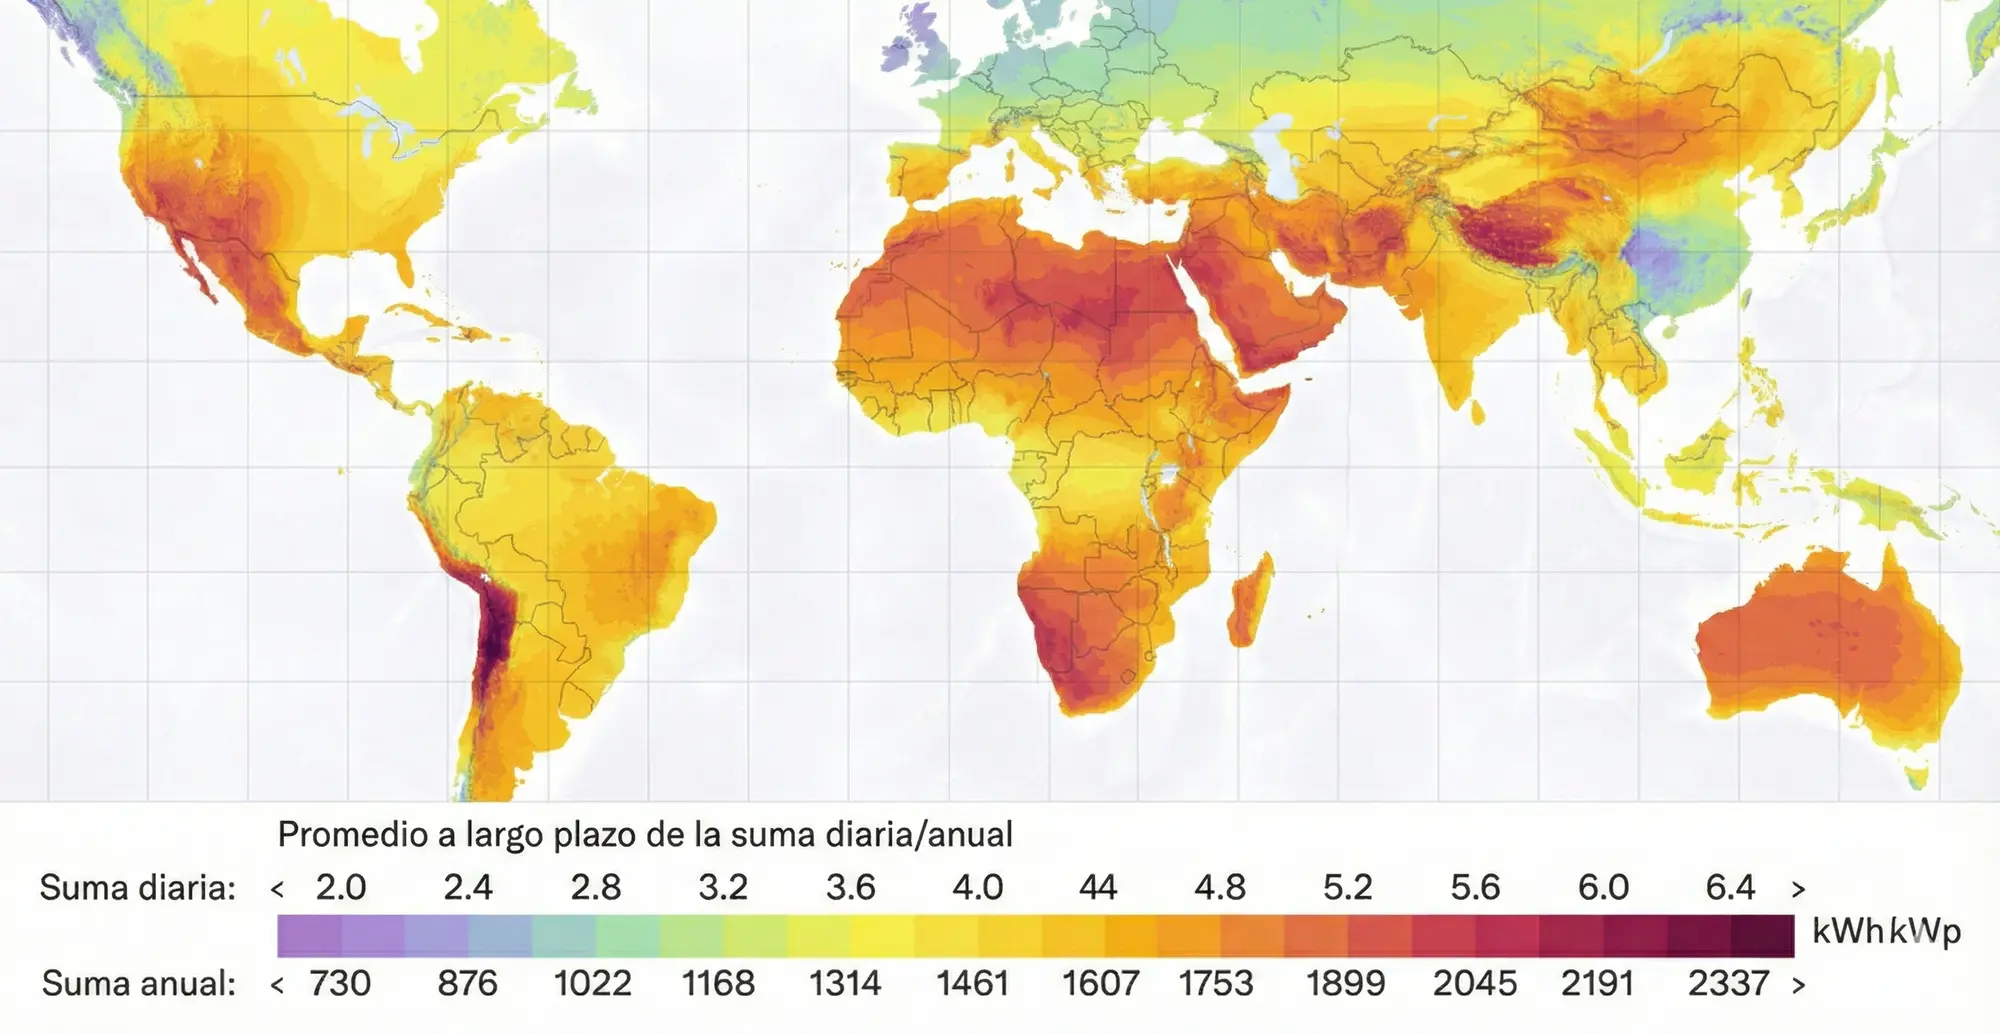 Promedio a largo plazo de la suma diaria/anual
Suma diaria: < 2.0 2.4 2.8 3.2 3.6 4.0 44 4.8 5.2 5.6 6.0 6.4 >
kWh kWp
Suma anual: < 730 876 1022 1168 1314 1461 1607 1753 1899 2045 2191 2337 >